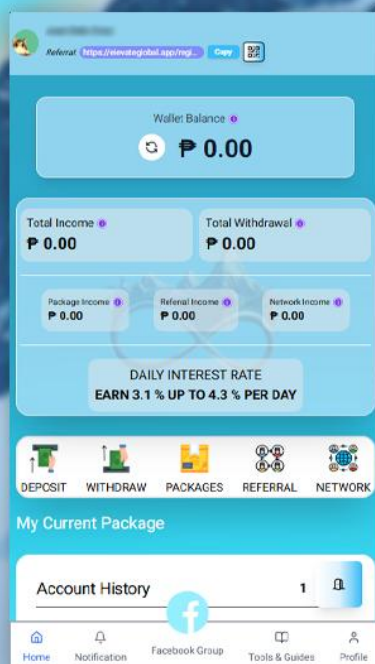 Referral https://elevateglobal.app/regi... Copy
Wallet Balance
₱ 0.00
Total Income
₱ 0.00
Total Withdrawal
₱ 0.00
Package Income
₱ 0.00
Referral Income
₱ 0.00
Network Income
₱ 0.00
DAILY INTEREST RATE
EARN 3.1 % UP TO 4.3 % PER DAY
DEPOSIT
WITHDRAW
PACKAGES
REFERRAL
NETWORK
My Current Package
Account History 1
Home
Notification
Facebook Group
Tools & Guides
Profile